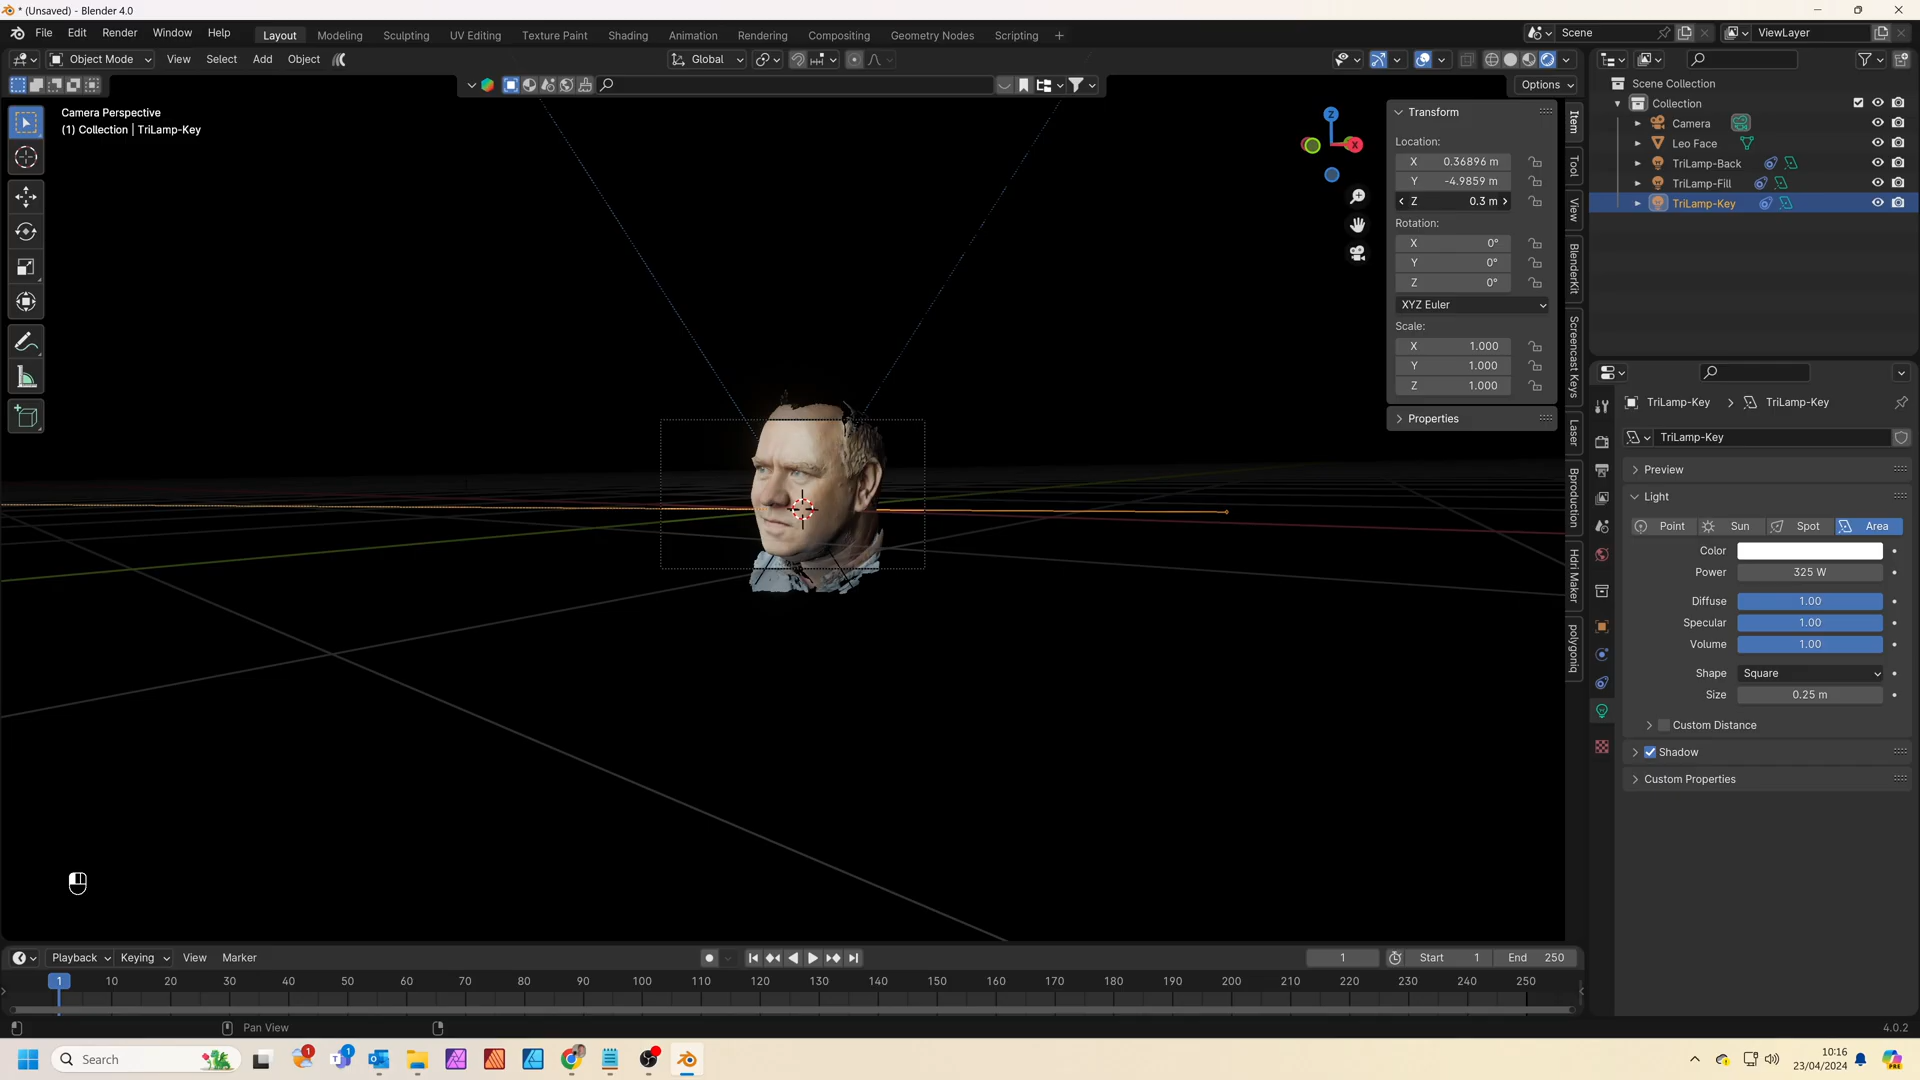 * (Unsaved) - Blender 4.0
File Edit Render Window Help
Layout Modeling Sculpting UV Editing Texture Paint Shading Animation Rendering Compositing Geometry Nodes Scripting +
Scene ViewLayer
Object Mode View Select Add Object
Global
Options
Camera Perspective
(1) Collection | TriLamp-Key
Transform
Location:
X 0.36896 m
Y -4.9859 m
Z 0.3 m
Rotation:
X 0°
Y 0°
Z 0°
XYZ Euler
Scale:
X 1.000
Y 1.000
Z 1.000
Properties
Item
Tool
View
BlenderKit
Screencast Keys
Laser
Bproduction
Hdri Maker
polygoniq
Z
X
Scene Collection
Collection
Camera
Leo Face
TriLamp-Back
TriLamp-Fill
TriLamp-Key
TriLamp-Key > TriLamp-Key
TriLamp-Key
Preview
Light
Point Sun Spot Area
Color
Power 325 W
Diffuse 1.00
Specular 1.00
Volume 1.00
Shape Square
Size 0.25 m
Custom Distance
Shadow
Custom Properties
Playback Keying View Marker
1 Start 1 End 250
1 10 20 30 40 50 60 70 80 90 100 110 120 130 140 150 160 170 180 190 200 210 220 230 240 250
Pan View
4.0.2
Search
1
1
10:16
23/04/2024
PRE